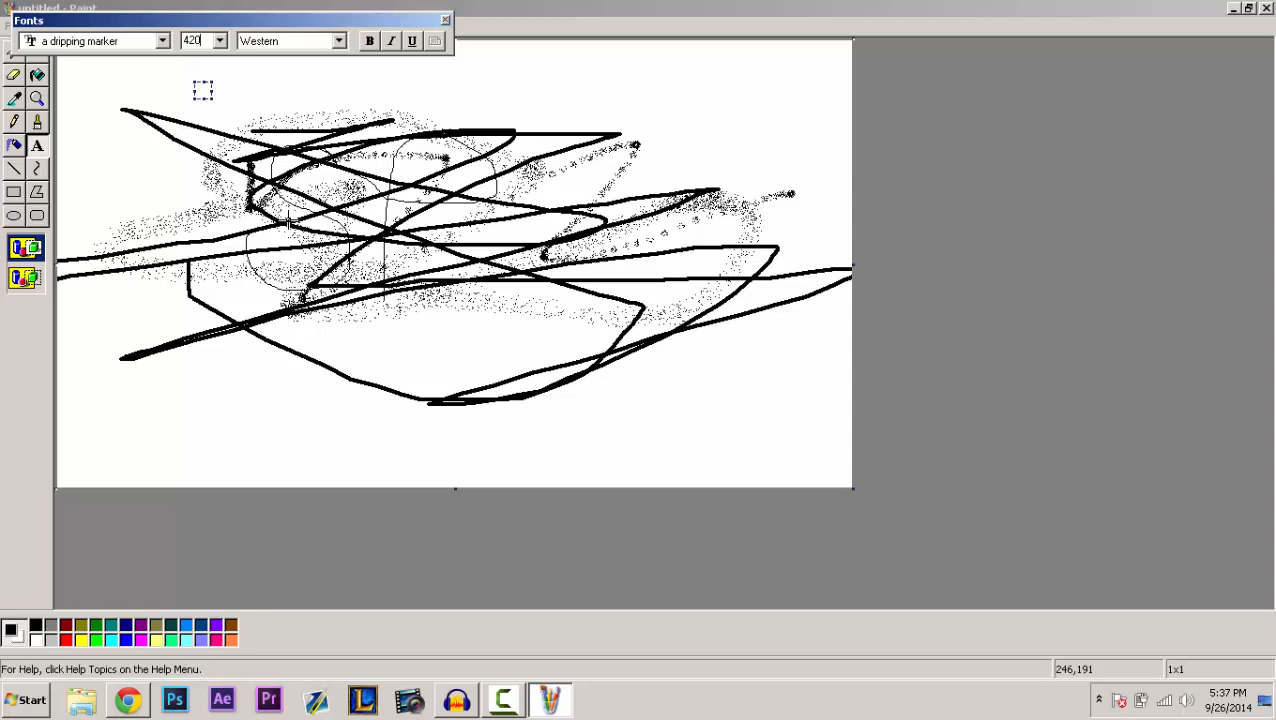 untitled - Paint
Fonts
a dripping marker 420 Western B I U
A
For Help, click Help Topics on the Help Menu. 246,191 1x1
Start Ps Ae Pr L C 5:37 PM
9/26/2014